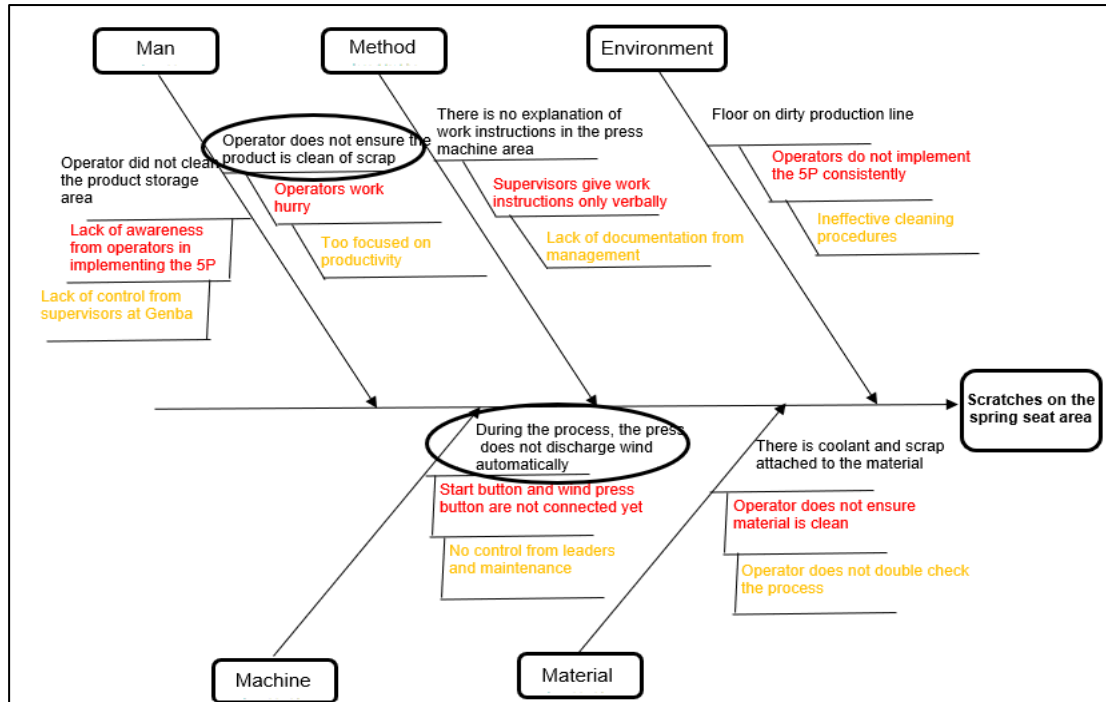 Man
Method
Environment
Operator does not ensure the
product is clean of scrap
There is no explanation of
work instructions in the press
machine area
Floor on dirty production line
Operator did not clean
the product storage
area
Operators work
hurry
Supervisors give work
instructions only verbally
Operators do not implement
the 5P consistently
Lack of awareness
from operators in
implementing the 5P
Too focused on
productivity
Lack of documentation from
management
Ineffective cleaning
procedures
Lack of control from
supervisors at Genba
Scratches on the
spring seat area
During the process, the press
does not discharge wind
automatically
There is coolant and scrap
attached to the material
Start button and wind press
button are not connected yet
Operator does not ensure
material is clean
No control from leaders
and maintenance
Operator does not double check
the process
Machine
Material